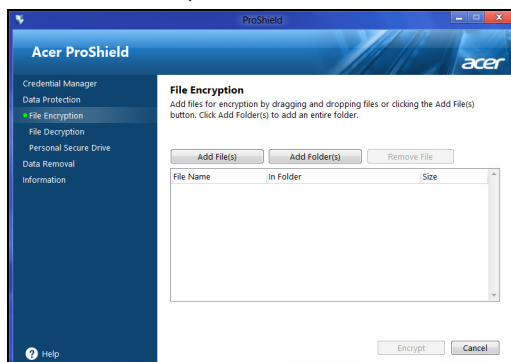 ProShield
Acer ProShield
acer
Credential Manager
Data Protection
File Encryption
File Decryption
Personal Secure Drive
Data Removal
Information
File Encryption
Add files for encryption by dragging and dropping files or clicking the Add File(s)
button. Click Add Folder(s) to add an entire folder.
Add File(s) Add Folder(s) Remove File
File Name In Folder Size
Encrypt Cancel
Help